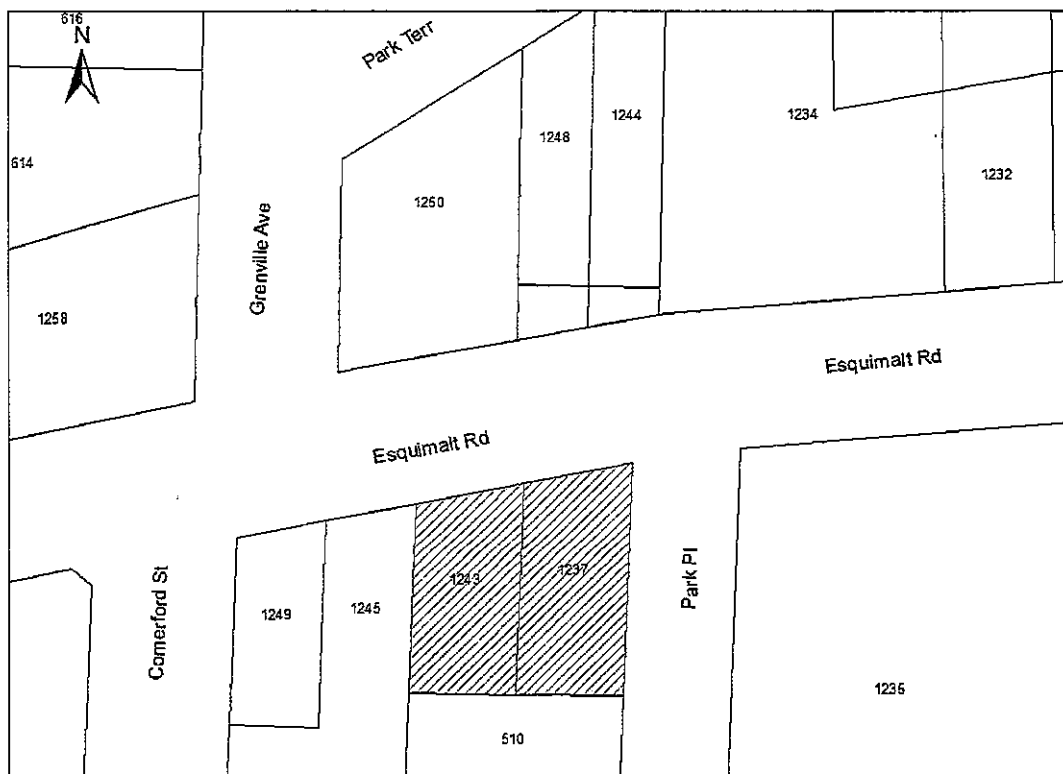 616
N
Park Terr
1248
1244
1234
614
1232
1250
Grenville Ave
1258
Esquimalt Rd
Esquimalt Rd
1243
1237
Park Pl
1249
1245
Comerford St
1235
510